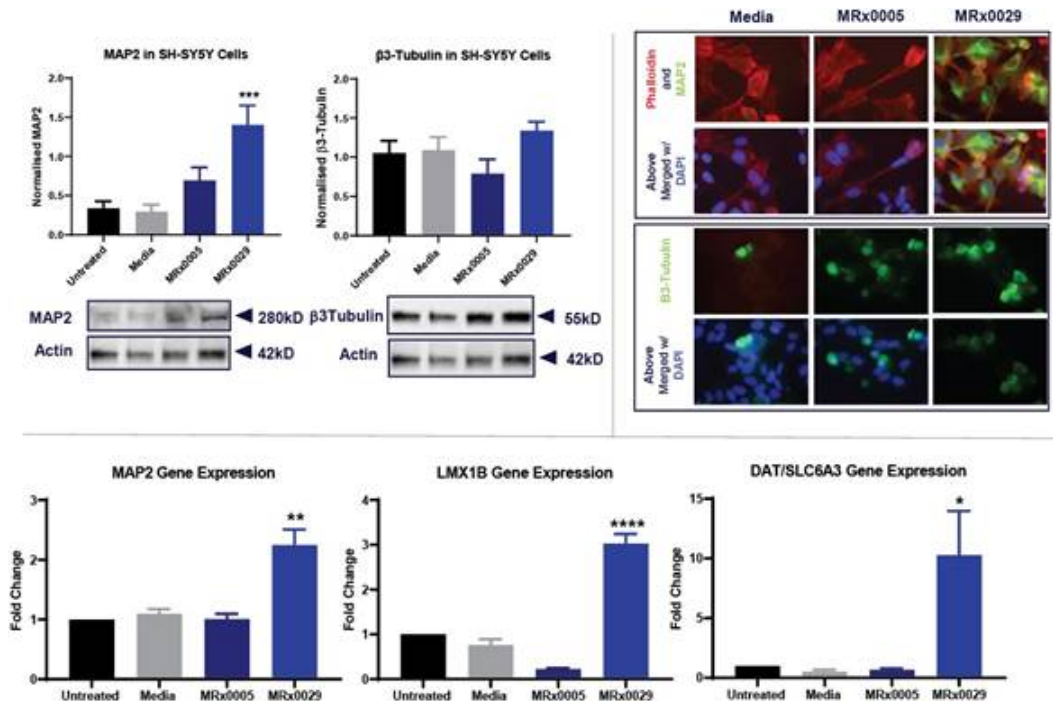 MAP2 in SH-SY5Y Cells
Normalised MAP2
2.0
1.5
1.0
0.5
0.0
***
Untreated
Media
MRx0005
MRx0029
MAP2
280kD
Actin
42kD
β3-Tubulin in SH-SY5Y Cells
Normalised β3-Tubulin
2.0
1.5
1.0
0.5
0.0
Untreated
Media
MRx0005
MRx0029
β3Tubulin
55kD
Actin
42kD
Media MRx0005 MRx0029
Phalloidin
and
MAP2
Above
Merged w/
DAPI
B3-Tubulin
Above
Merged w/
DAPI
MAP2 Gene Expression
Fold Change
3
2
1
0
**
Untreated Media MRx0005 MRx0029
LMX1B Gene Expression
Fold Change
4
3
2
1
0
****
Untreated Media MRx0005 MRx0029
DAT/SLC6A3 Gene Expression
Fold Change
15
10
5
0
*
Untreated Media MRx0005 MRx0029